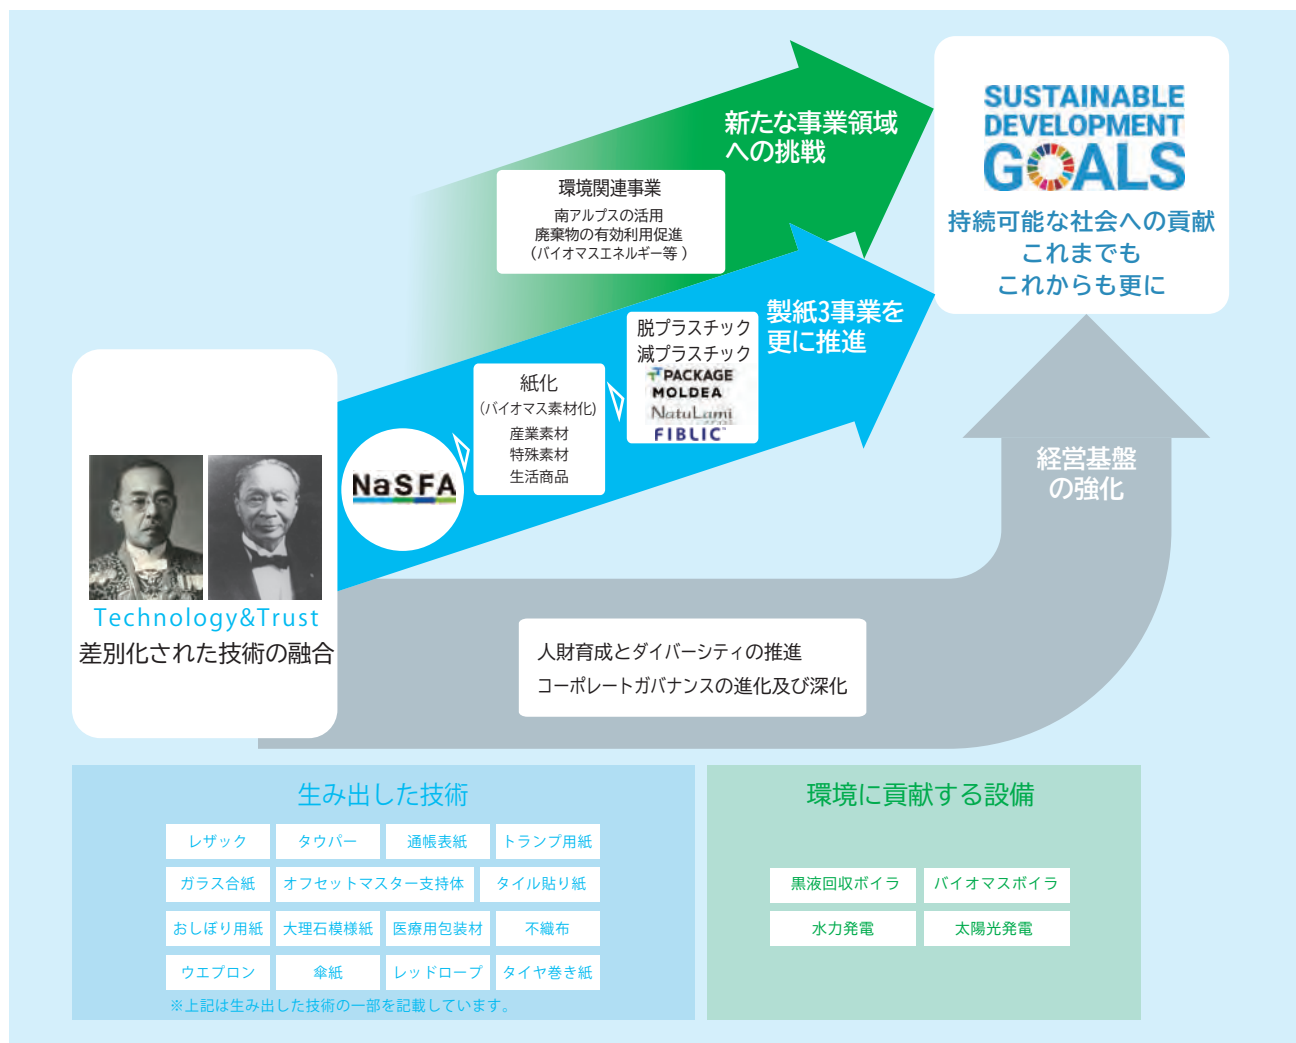 新たな事業領域
への挑戦
環境関連事業
南アルプスの活用
廃棄物の有効利用促進
(バイオマスエネルギー等)
SUSTAINABLE
DEVELOPMENT
GOALS
持続可能な社会への貢献
これまでも
これからも更に
製紙3事業を
更に推進
脱プラスチック
減プラスチック
PACKAGE
MOLDEA
NatuLami
FIBLIC
紙化
(バイオマス素材化)
産業素材
特殊素材
生活商品
NaSFA
Technology&Trust
差別化された技術の融合
経営基盤
の強化
人財育成とダイバーシティの推進
コーポレートガバナンスの進化及び深化
生み出した技術
レザック タウパー 通帳表紙 トランプ用紙
ガラス合紙 オフセットマスター支持体 タイル貼り紙
おしぼり用紙 大理石模様紙 医療用包装材 不織布
ウエプロン 傘紙 レッドロープ タイヤ巻き紙
※上記は生み出した技術の一部を記載しています。
環境に貢献する設備
黒液回収ボイラ バイオマスボイラ
水力発電 太陽光発電